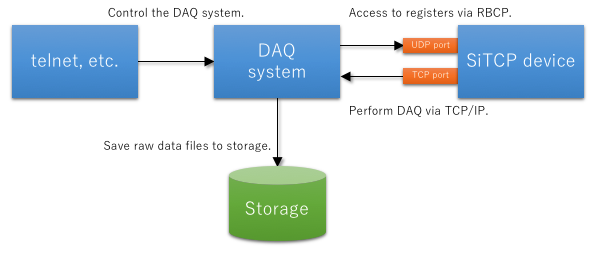 Control the DAQ system.
Access to registers via RBCP.
telnet, etc.
DAQ
system
UDP port
TCP port
SiTCP device
Perform DAQ via TCP/IP.
Save raw data files to storage.
Storage